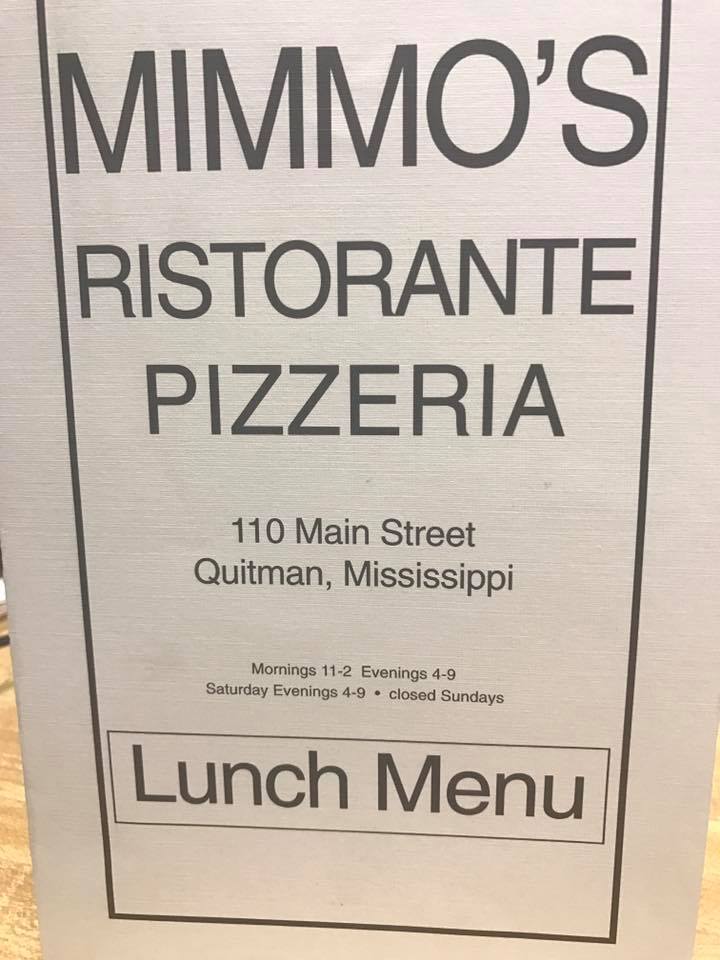 MIMMO'S
RISTORANTE
PIZZERIA
110 Main Street
Quitman, Mississippi
Mornings 11-2 Evenings 4-9
Saturday Evenings 4-9 • closed Sundays
Lunch Menu